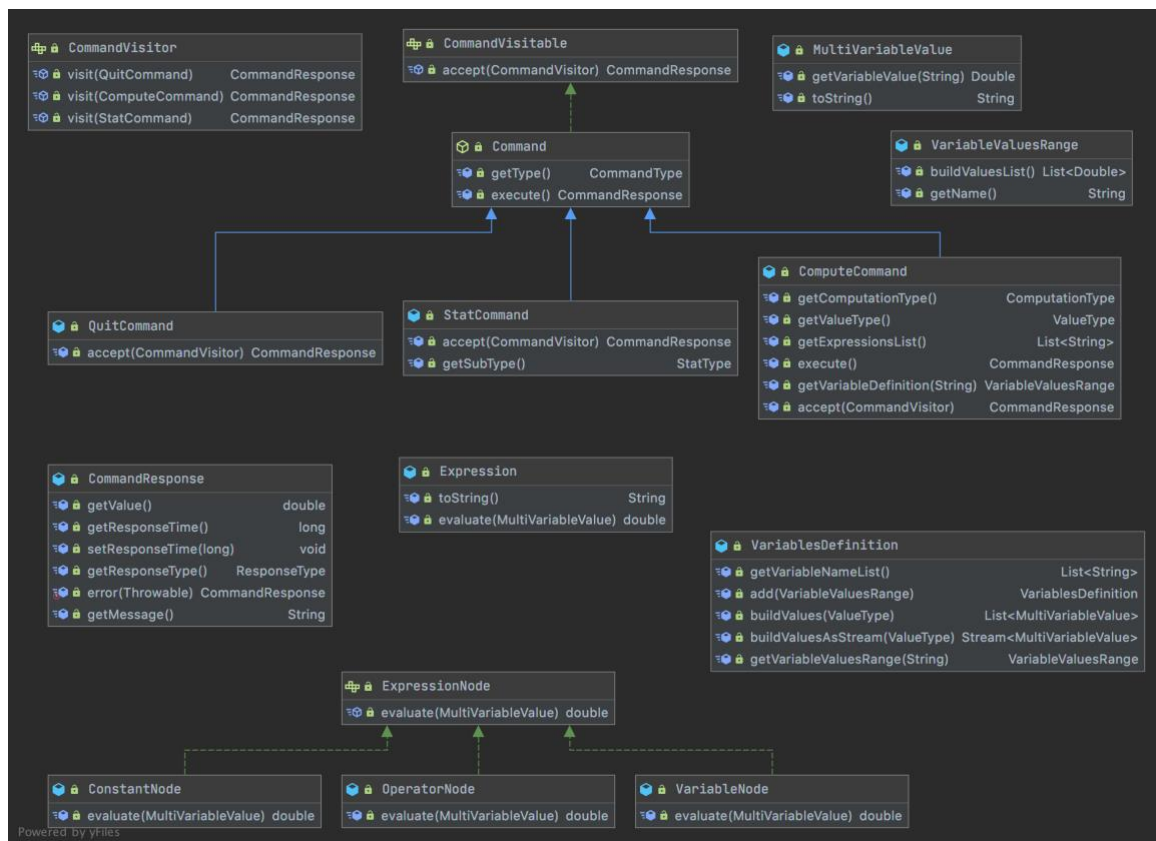 CommandVisitor
visit(QuitCommand) CommandResponse
visit(ComputeCommand) CommandResponse
visit(StatCommand) CommandResponse
CommandVisitable
accept(CommandVisitor) CommandResponse
MultiVariableValue
getVariableValue(String) Double
toString() String
Command
getType() CommandType
execute() CommandResponse
VariableValuesRange
buildValuesList() List<Double>
getName() String
QuitCommand
accept(CommandVisitor) CommandResponse
StatCommand
accept(CommandVisitor) CommandResponse
getSubType() StatType
ComputeCommand
getComputationType() ComputationType
getValueType() ValueType
getExpressionsList() List<String>
execute() CommandResponse
getVariableDefinition(String) VariableValuesRange
accept(CommandVisitor) CommandResponse
CommandResponse
getValue() double
getResponseTime() long
setResponseTime(long) void
getResponseType() ResponseType
error(Throwable) CommandResponse
getMessage() String
Expression
toString() String
evaluate(MultiVariableValue) double
VariablesDefinition
getVariableNameList() List<String>
add(VariableValuesRange) VariablesDefinition
buildValues(ValueType) List<MultiVariableValue>
buildValuesAsStream(ValueType) Stream<MultiVariableValue>
getVariableValuesRange(String) VariableValuesRange
ExpressionNode
evaluate(MultiVariableValue) double
ConstantNode
evaluate(MultiVariableValue) double
OperatorNode
evaluate(MultiVariableValue) double
VariableNode
evaluate(MultiVariableValue) double
Powered by yFiles